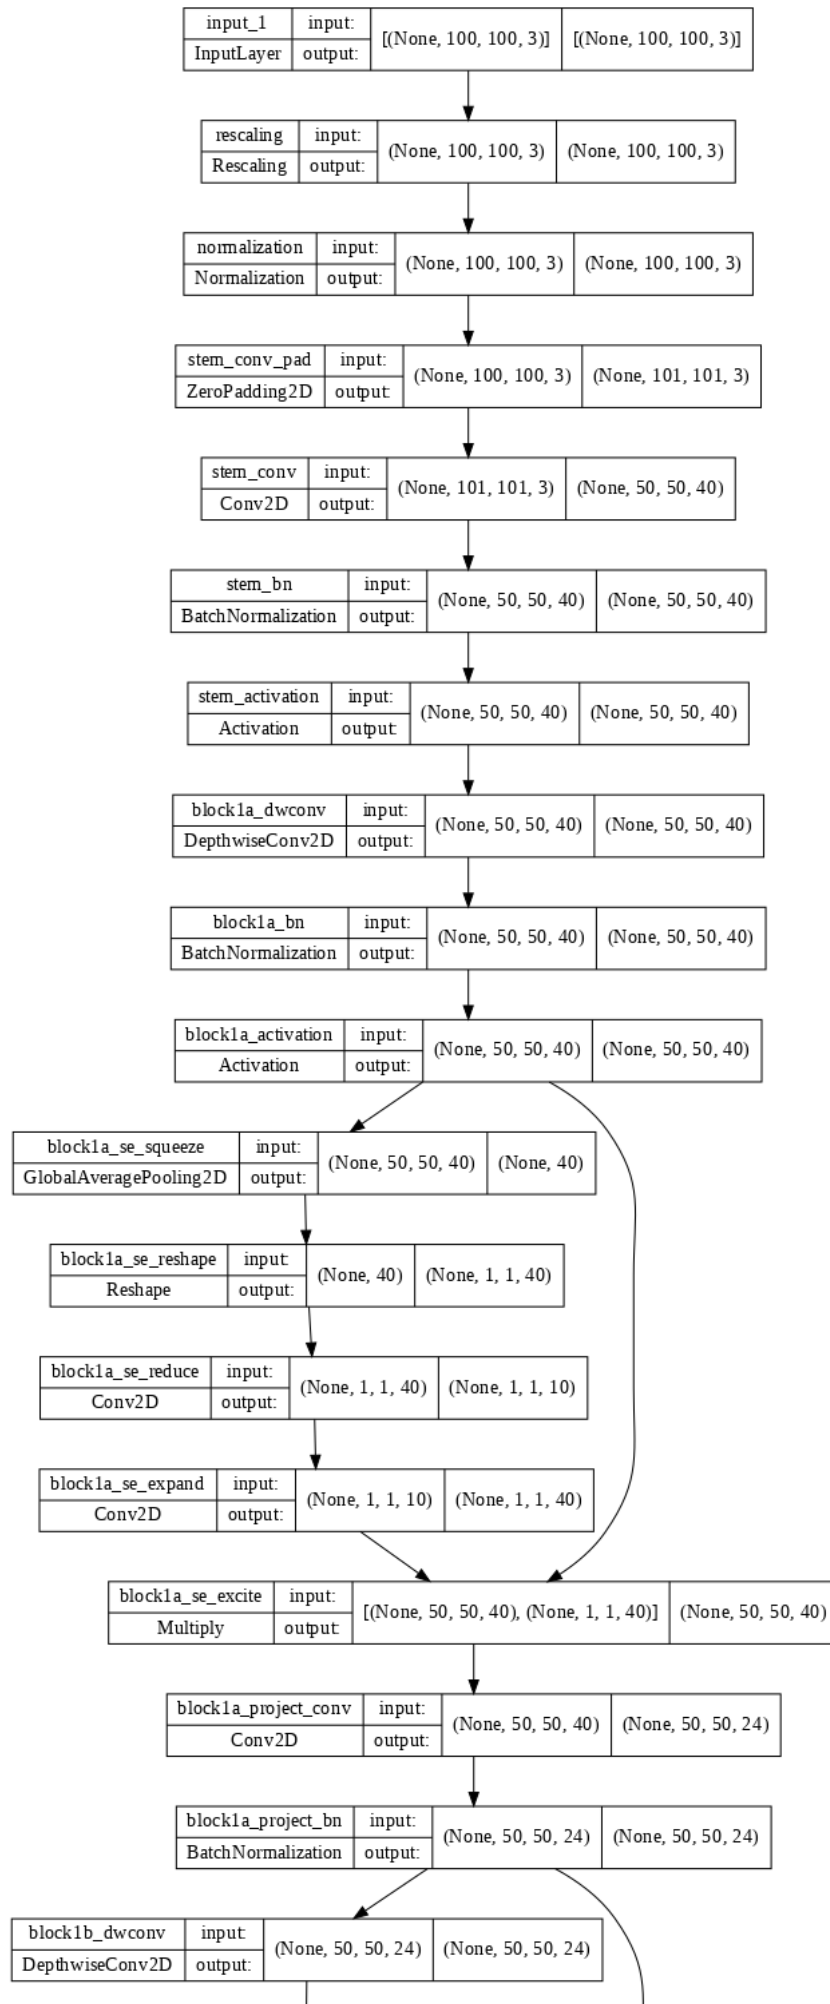 input_1 input: [(None, 100, 100, 3)] [(None, 100, 100, 3)]
InputLayer output:
rescaling input: (None, 100, 100, 3) (None, 100, 100, 3)
Rescaling output:
normalization input: (None, 100, 100, 3) (None, 100, 100, 3)
Normalization output:
stem_conv_pad input: (None, 100, 100, 3) (None, 101, 101, 3)
ZeroPadding2D output:
stem_conv input: (None, 101, 101, 3) (None, 50, 50, 40)
Conv2D output:
stem_bn input: (None, 50, 50, 40) (None, 50, 50, 40)
BatchNormalization output:
stem_activation input: (None, 50, 50, 40) (None, 50, 50, 40)
Activation output:
block1a_dwconv input: (None, 50, 50, 40) (None, 50, 50, 40)
DepthwiseConv2D output:
block1a_bn input: (None, 50, 50, 40) (None, 50, 50, 40)
BatchNormalization output:
block1a_activation input: (None, 50, 50, 40) (None, 50, 50, 40)
Activation output:
block1a_se_squeeze input: (None, 50, 50, 40) (None, 40)
GlobalAveragePooling2D output:
block1a_se_reshape input: (None, 40) (None, 1, 1, 40)
Reshape output:
block1a_se_reduce input: (None, 1, 1, 40) (None, 1, 1, 10)
Conv2D output:
block1a_se_expand input: (None, 1, 1, 10) (None, 1, 1, 40)
Conv2D output:
block1a_se_excite input: [(None, 50, 50, 40), (None, 1, 1, 40)] (None, 50, 50, 40)
Multiply output:
block1a_project_conv input: (None, 50, 50, 40) (None, 50, 50, 24)
Conv2D output:
block1a_project_bn input: (None, 50, 50, 24) (None, 50, 50, 24)
BatchNormalization output:
block1b_dwconv input: (None, 50, 50, 24) (None, 50, 50, 24)
DepthwiseConv2D output: